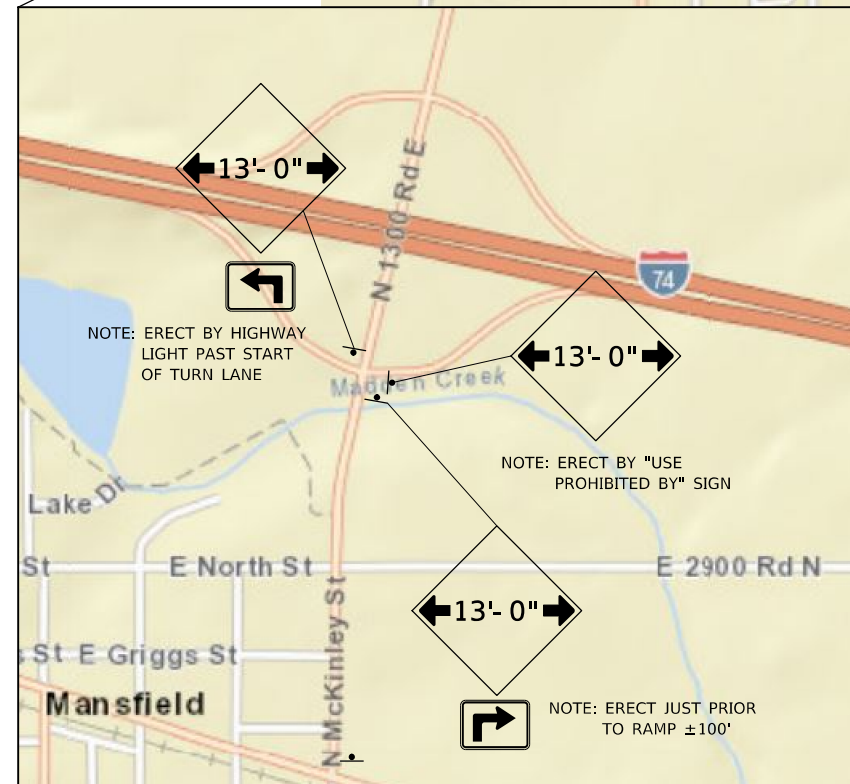 13'-0"
N 1300 Rd E
74
NOTE: ERECT BY HIGHWAY
LIGHT PAST START
OF TURN LANE
13'-0"
Madden Creek
NOTE: ERECT BY "USE
PROHIBITED BY" SIGN
Lake Dr
St
E North St
E 2900 Rd N
13'-0"
N McKinley St
St
E Griggs St
Mansfield
NOTE: ERECT JUST PRIOR
TO RAMP ±100'